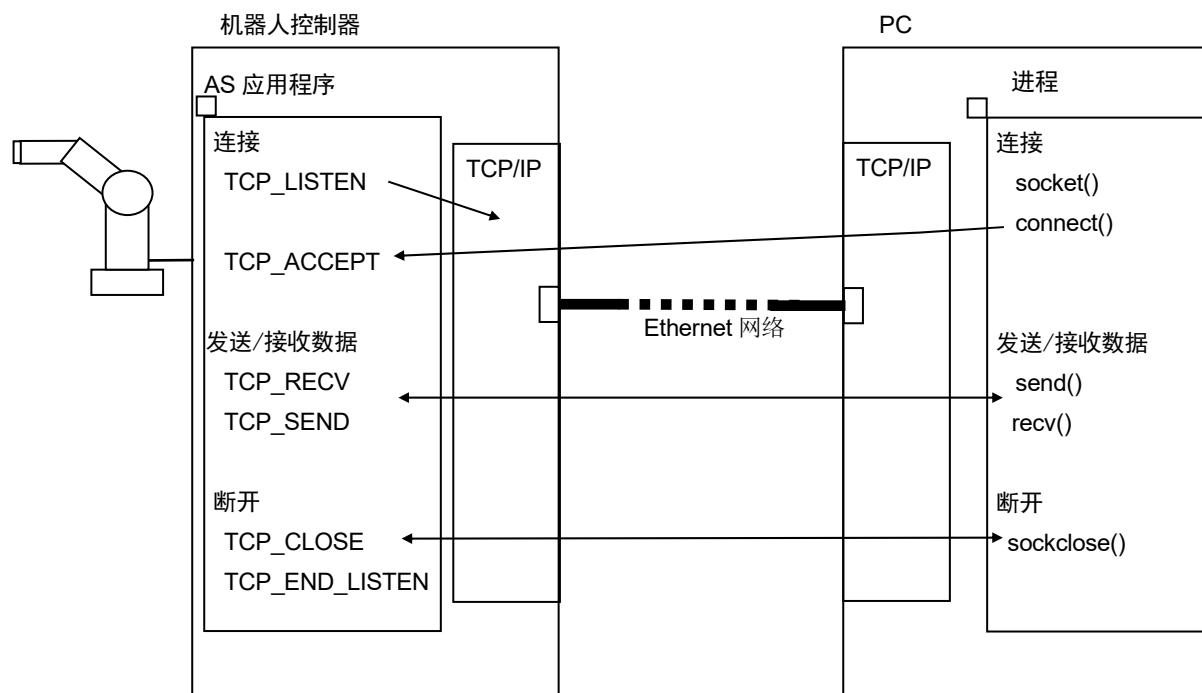 机器人控制器
PC
AS 应用程序
进程
连接
TCP_LISTEN
TCP_ACCEPT
TCP/IP
TCP/IP
连接
socket()
connect()
Ethernet 网络
发送/接收数据
TCP_RECV
TCP_SEND
发送/接收数据
send()
recv()
断开
TCP_CLOSE
TCP_END_LISTEN
断开
sockclose()